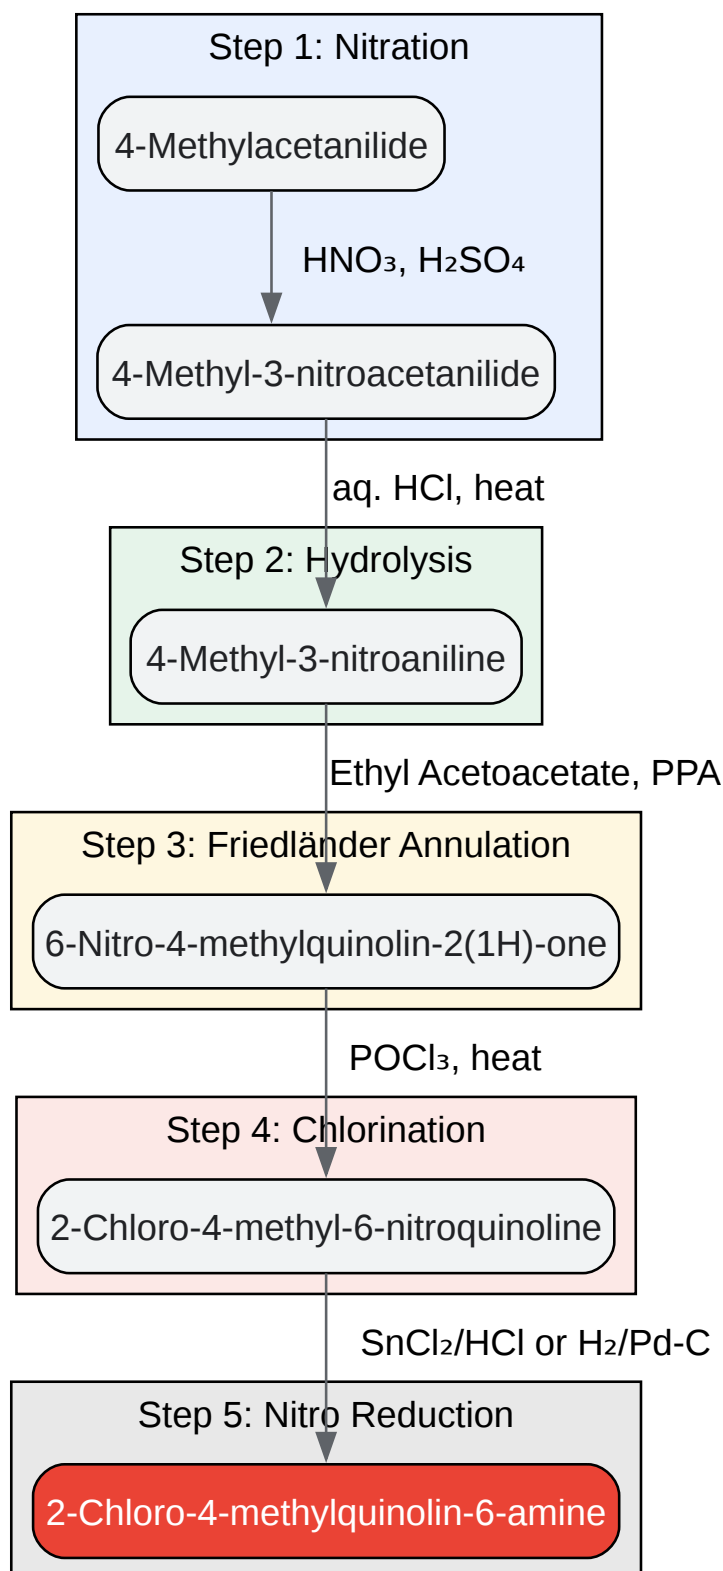 Step 1: Nitration
4-Methylacetanilide
HNO₃, H₂SO₄
4-Methyl-3-nitroacetanilide
aq. HCl, heat
Step 2: Hydrolysis
4-Methyl-3-nitroaniline
Ethyl Acetoacetate, PPA
Step 3: Friedländer Annulation
6-Nitro-4-methylquinolin-2(1H)-one
POCl₃, heat
Step 4: Chlorination
2-Chloro-4-methyl-6-nitroquinoline
SnCl₂/HCl or H₂/Pd-C
Step 5: Nitro Reduction
2-Chloro-4-methylquinolin-6-amine